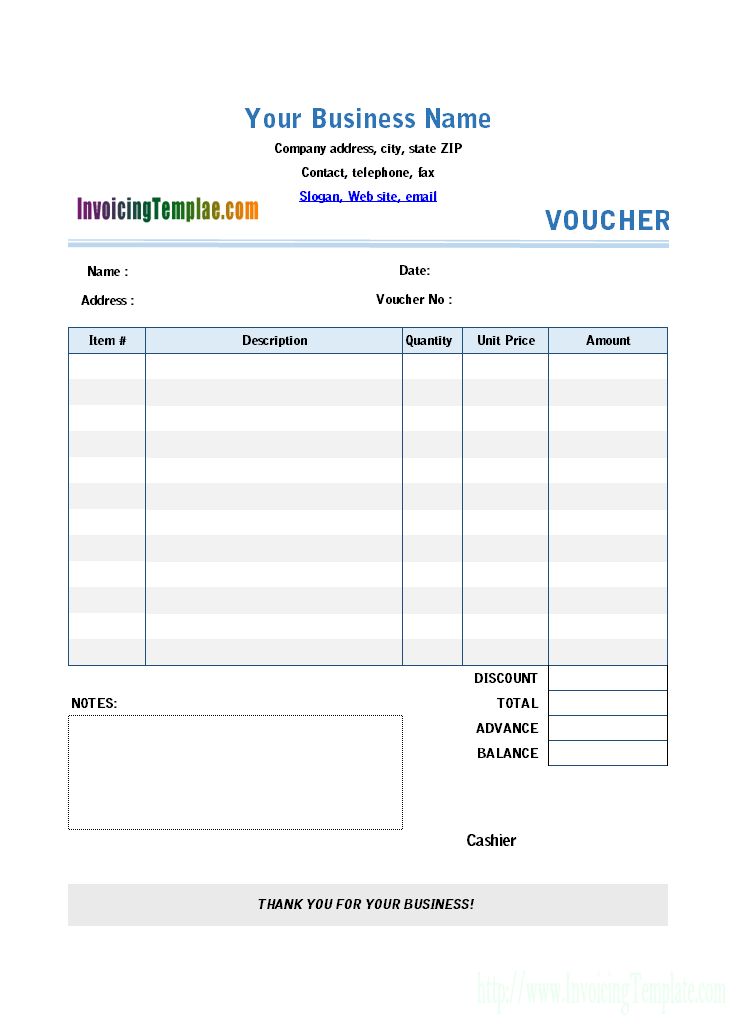 Your Business Name
Company address, city, state ZIP
Contact, telephone, fax
Slogan, Web site, email
InvoicingTemplae.com
VOUCHER
Name :
Date:
Address :
Voucher No :
Item # Description Quantity Unit Price Amount
DISCOUNT
NOTES:
TOTAL
ADVANCE
BALANCE
Cashier
THANK YOU FOR YOUR BUSINESS!
http://www.InvoicingTemplate.com